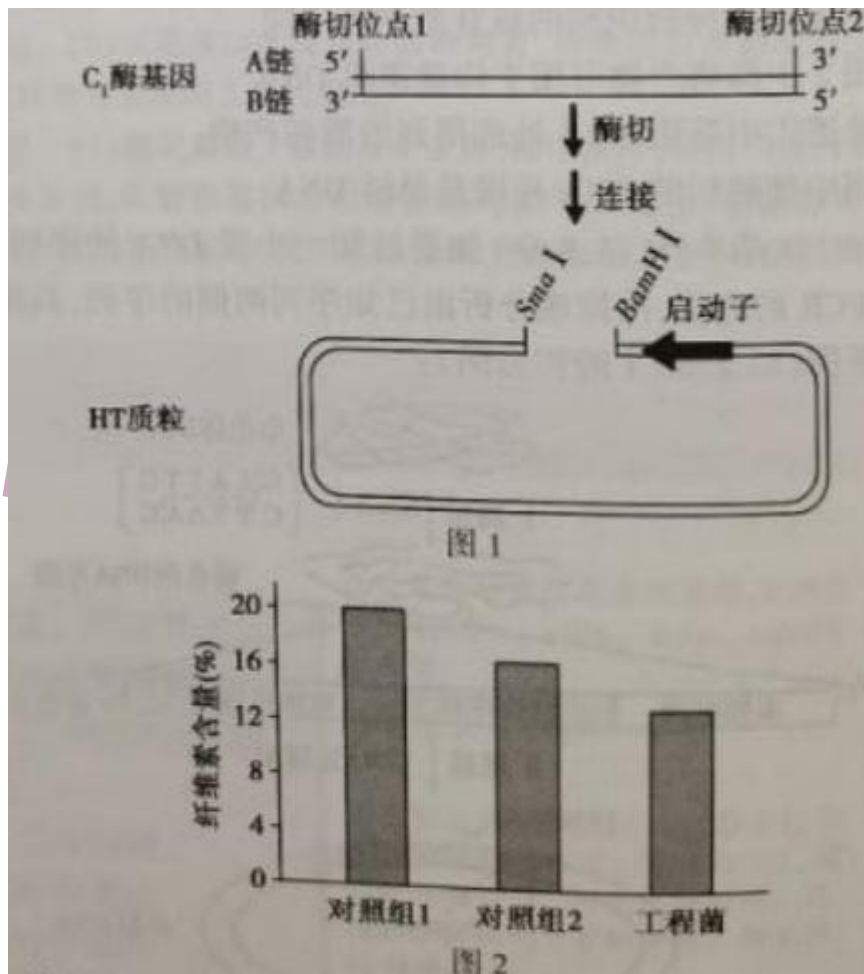 酶切位点1 酶切位点2
C₁酶基因
A链 5′ 3′
B链 3′ 5′
酶切
连接
Sma I
BamH I
启动子
HT质粒
图 1
纤维素含量(%)
20
16
12
8
4
0
对照组1 对照组2 工程菌
图 2